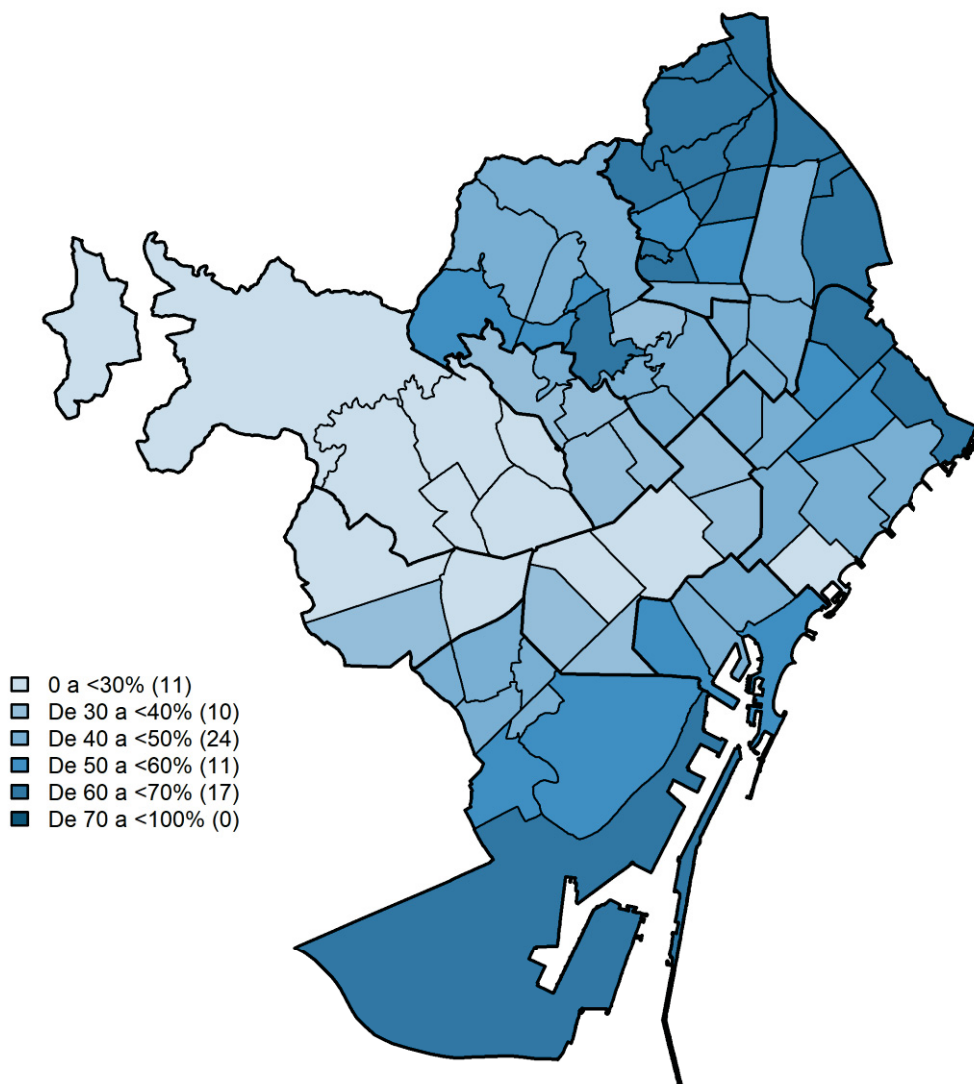 0 a <30% (11)
De 30 a <40% (10)
De 40 a <50% (24)
De 50 a <60% (11)
De 60 a <70% (17)
De 70 a <100% (0)